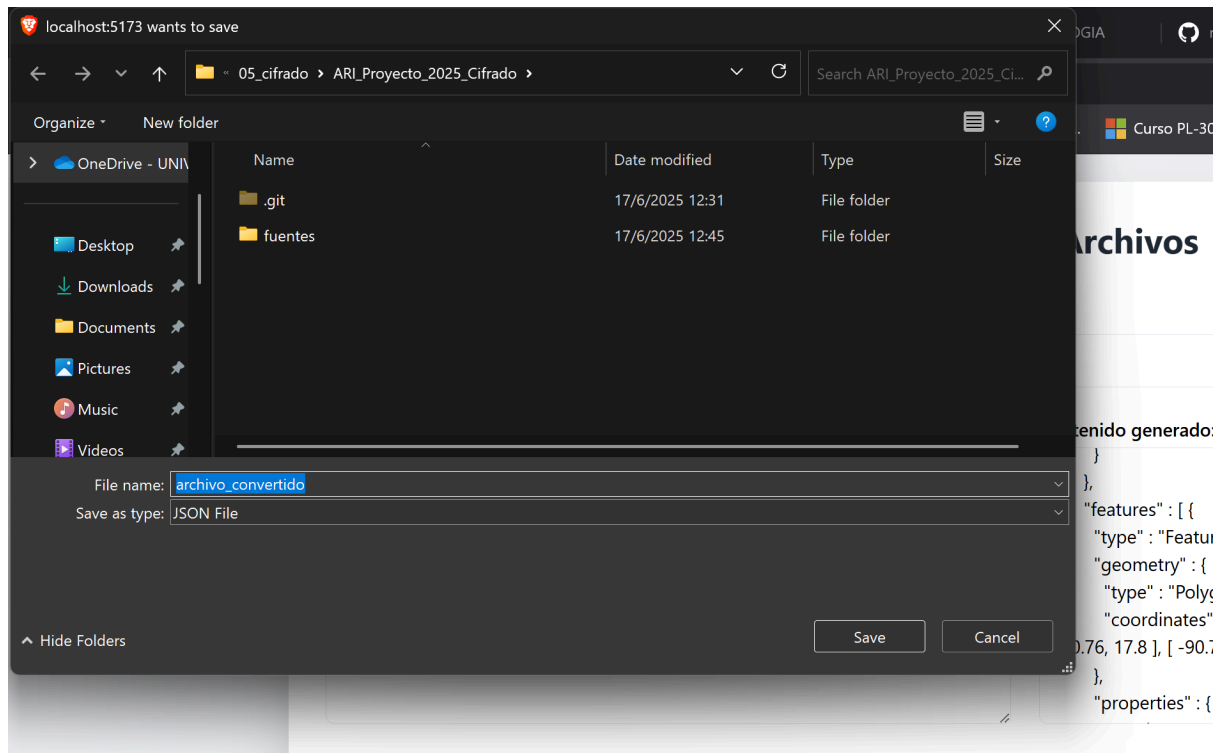 localhost:5173 wants to save
OGIA
« 05_cifrado > ARI_Proyecto_2025_Cifrado >
Search ARI_Proyecto_2025_Ci...
Organize
New folder
?
Curso PL-30
OneDrive - UNIV
Name
Date modified
Type
Size
.git
17/6/2025 12:31
File folder
fuentes
17/6/2025 12:45
File folder
Desktop
Downloads
Documents
Pictures
Music
Videos
Archivos
tenido generado:
}
},
"features" : [ {
"type" : "Featur
"geometry" : {
"type" : "Polyg
"coordinates"
0.76, 17.8 ], [ -90.7
},
"properties" : {
File name: archivo_convertido
Save as type: JSON File
Hide Folders
Save
Cancel